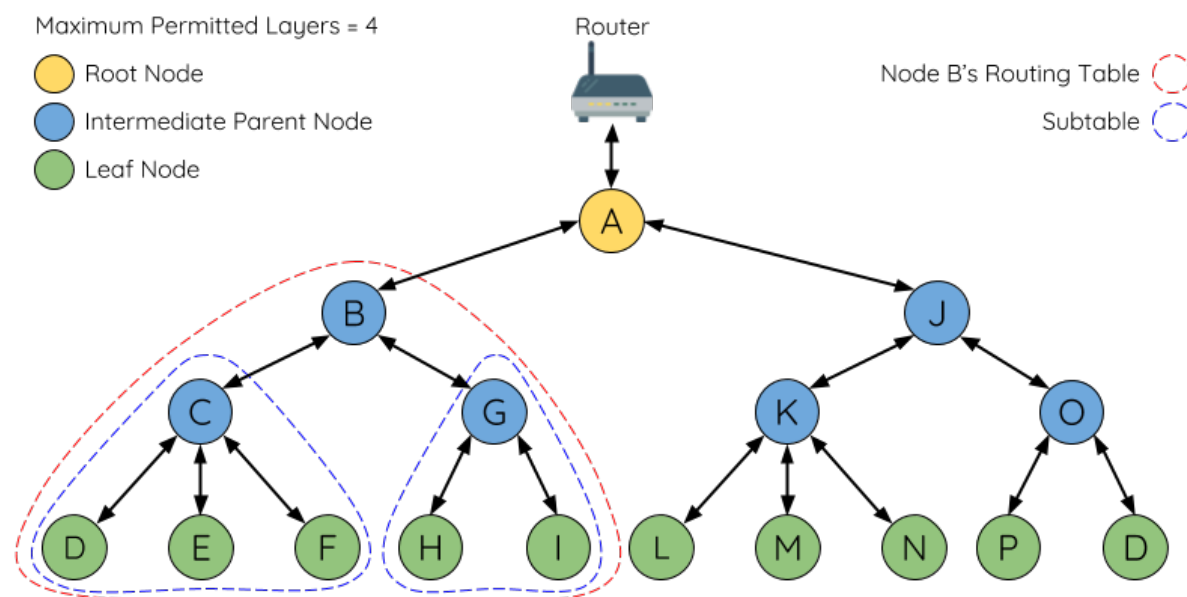 Maximum Permitted Layers = 4
Root Node
Intermediate Parent Node
Leaf Node
Router
Node B's Routing Table
Subtable
A
B
J
C
G
K
O
D
E
F
H
I
L
M
N
P
D